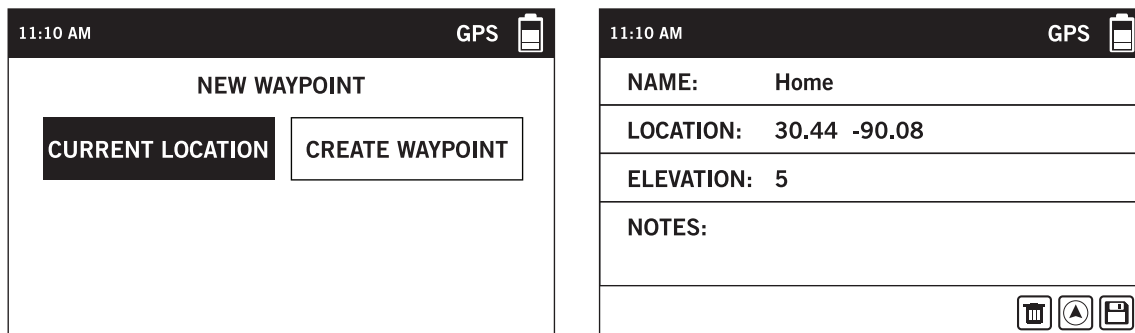 11:10 AM GPS
NEW WAYPOINT
CURRENT LOCATION CREATE WAYPOINT
11:10 AM GPS
NAME: Home
LOCATION: 30.44 -90.08
ELEVATION: 5
NOTES: